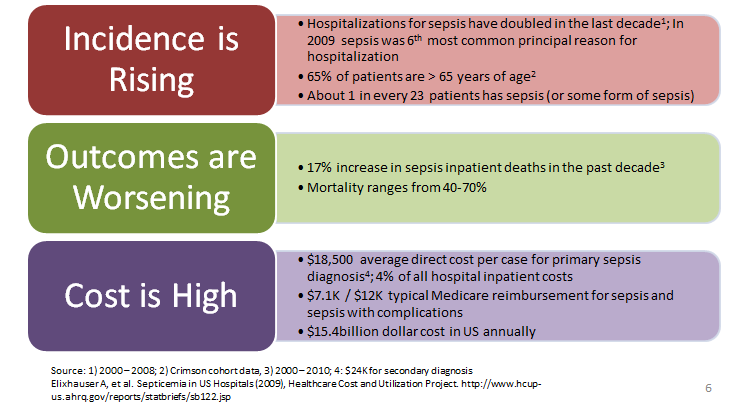 Incidence is
Rising
• Hospitalizations for sepsis have doubled in the last decade¹; In
2009 sepsis was 6th most common principal reason for
hospitalization
• 65% of patients are > 65 years of age²
• About 1 in every 23 patients has sepsis (or some form of sepsis)
Outcomes are
Worsening
• 17% increase in sepsis inpatient deaths in the past decade³
• Mortality ranges from 40-70%
Cost is High
• $18,500 average direct cost per case for primary sepsis
diagnosis⁴; 4% of all hospital inpatient costs
• $7.1K / $12K typical Medicare reimbursement for sepsis and
sepsis with complications
• $15.4billion dollar cost in US annually
Source: 1) 2000 – 2008; 2) Crimson cohort data, 3) 2000 – 2010; 4: $24K for secondary diagnosis
Elixhauser A, et al. Septicemia in US Hospitals (2009), Healthcare Cost and Utilization Project. http://www.hcup-
us.ahrq.gov/reports/statbriefs/sb122.jsp
6